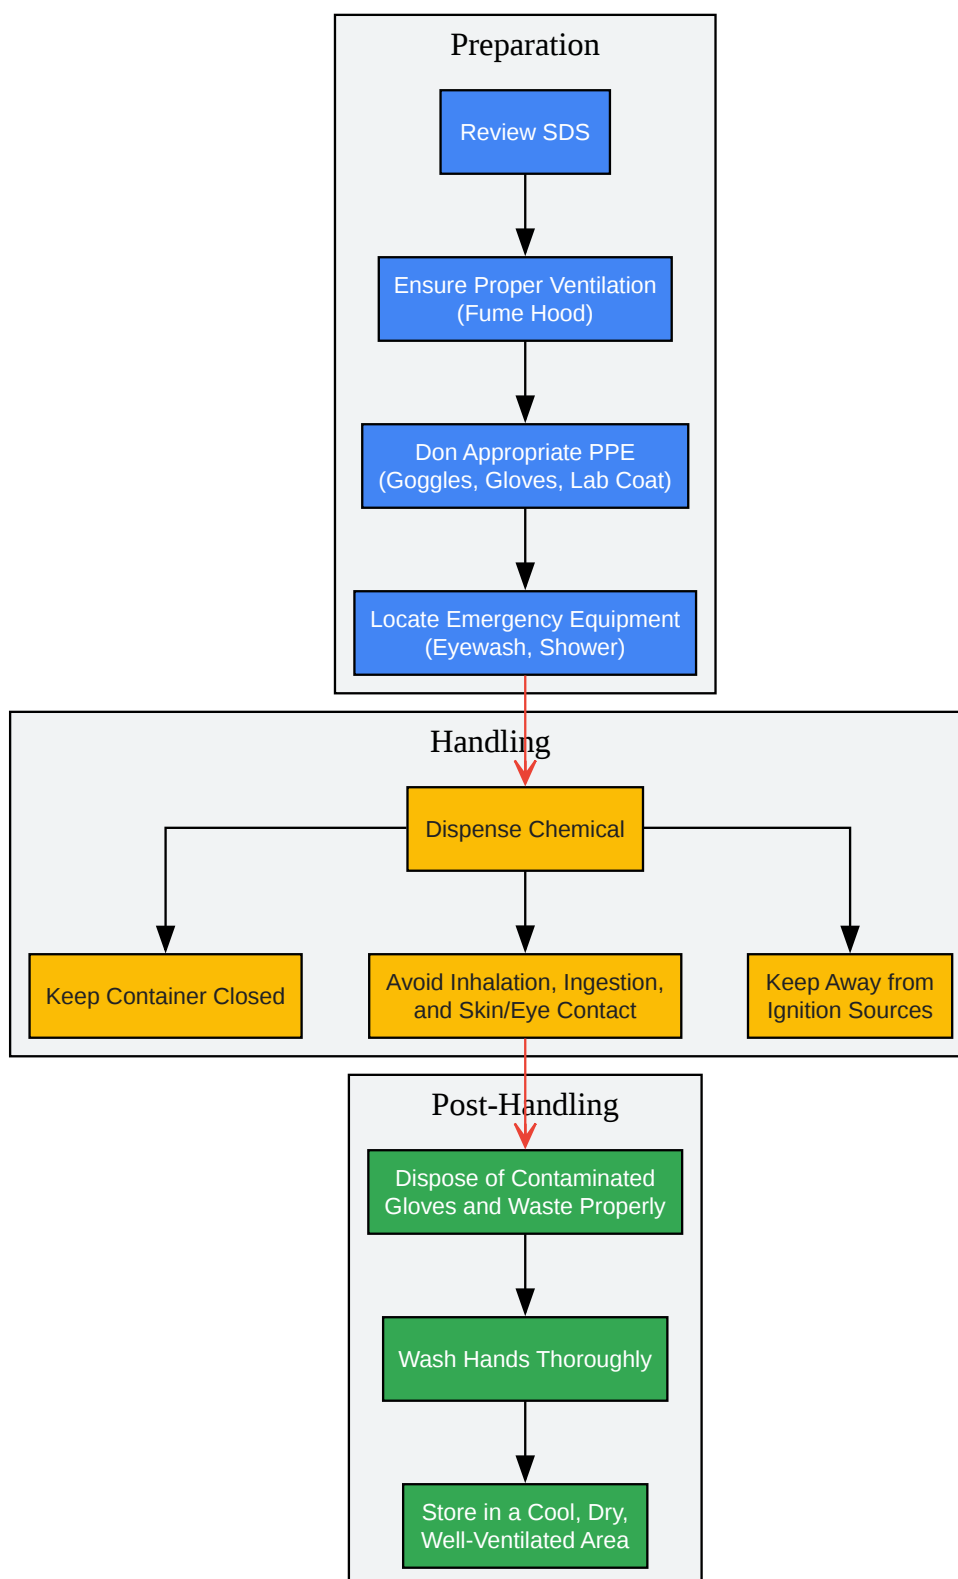 Preparation
Review SDS
Ensure Proper Ventilation
(Fume Hood)
Don Appropriate PPE
(Goggles, Gloves, Lab Coat)
Locate Emergency Equipment
(Eyewash, Shower)
Handling
Dispense Chemical
Keep Container Closed
Avoid Inhalation, Ingestion,
and Skin/Eye Contact
Keep Away from
Ignition Sources
Post-Handling
Dispose of Contaminated
Gloves and Waste Properly
Wash Hands Thoroughly
Store in a Cool, Dry,
Well-Ventilated Area